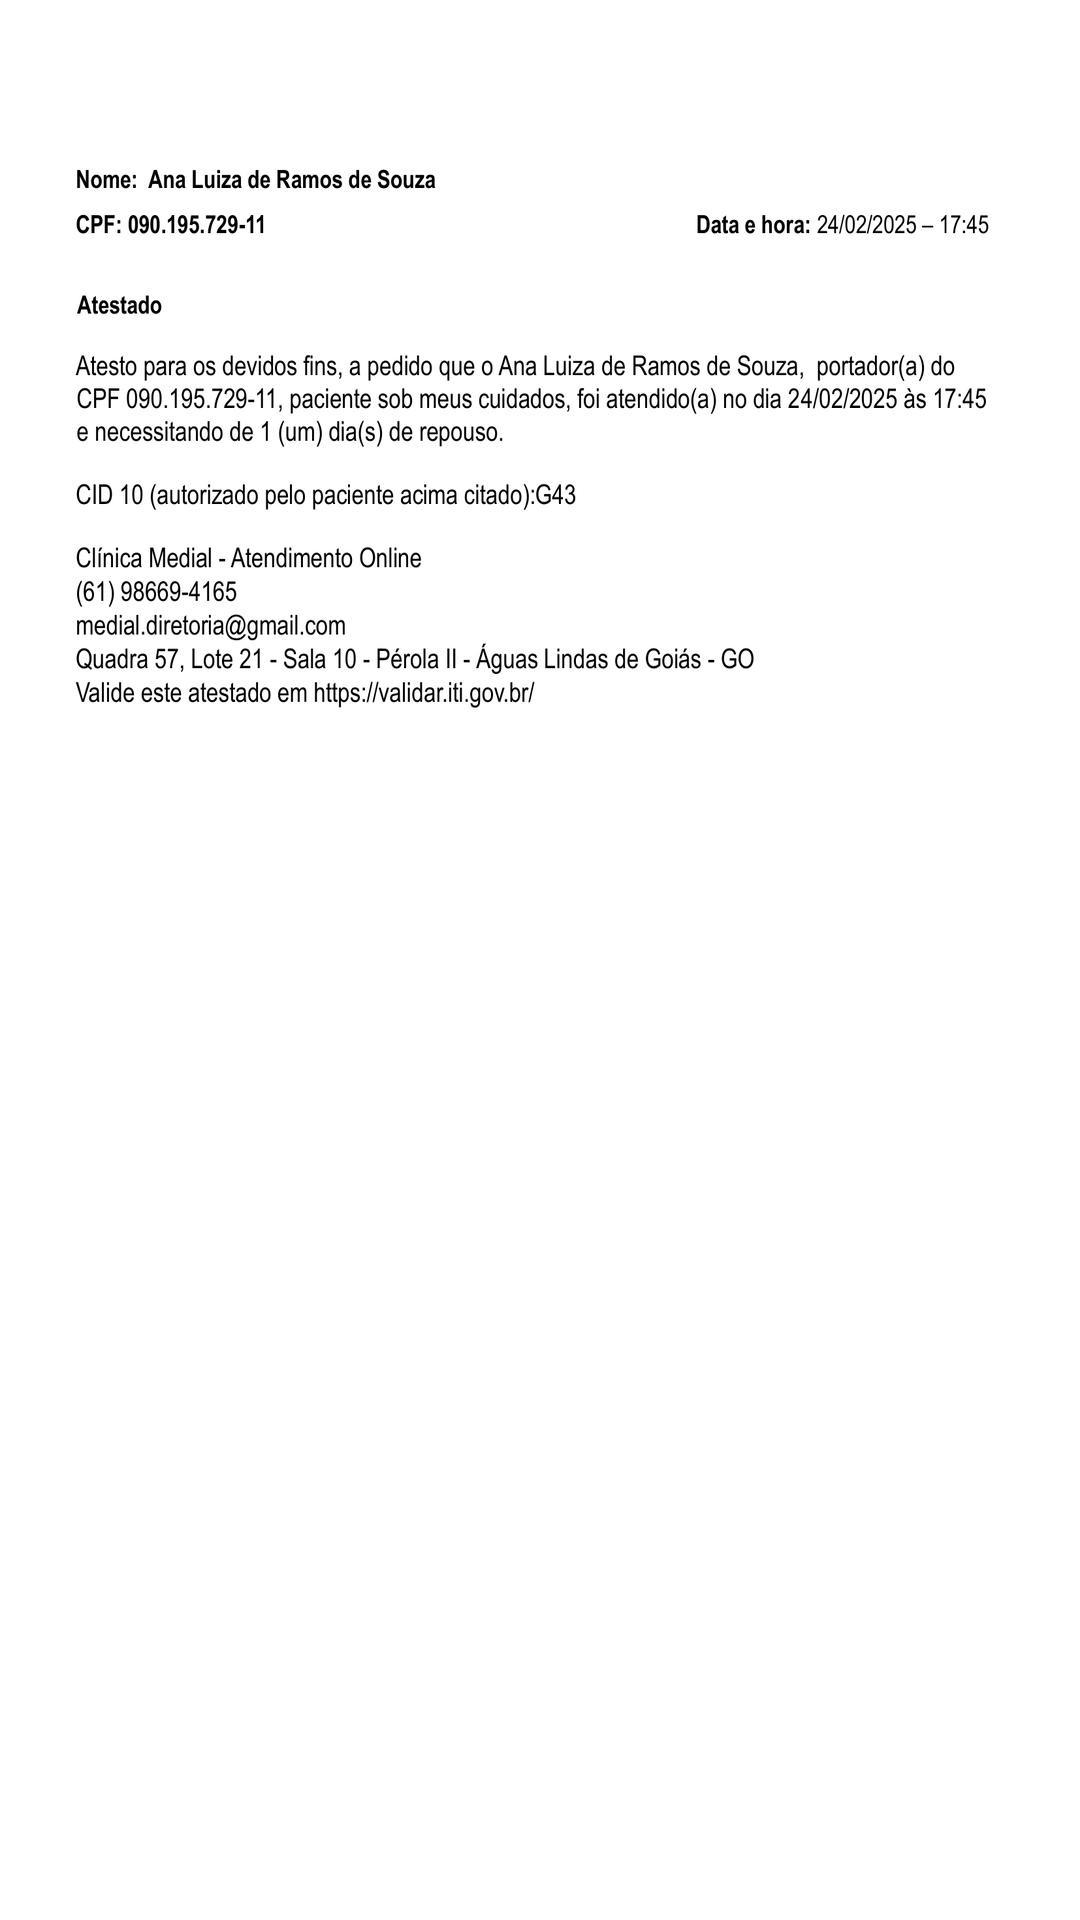 Nome:  Ana Luiza de Ramos de Souza
CPF: 090.195.729-11 Data e hora: 24/02/2025 – 17:45
Atestado
Atesto para os devidos fins, a pedido que o Ana Luiza de Ramos de Souza,  portador(a) do
CPF 090.195.729-11, paciente sob meus cuidados, foi atendido(a) no dia 24/02/2025 às 17:45
e necessitando de 1 (um) dia(s) de repouso.
CID 10 (autorizado pelo paciente acima citado):G43
Clínica Medial - Atendimento Online
(61) 98669-4165
medial.diretoria@gmail.com
Quadra 57, Lote 21 - Sala 10 - Pérola II - Águas Lindas de Goiás - GO
Valide este atestado em https://validar.iti.gov.br/